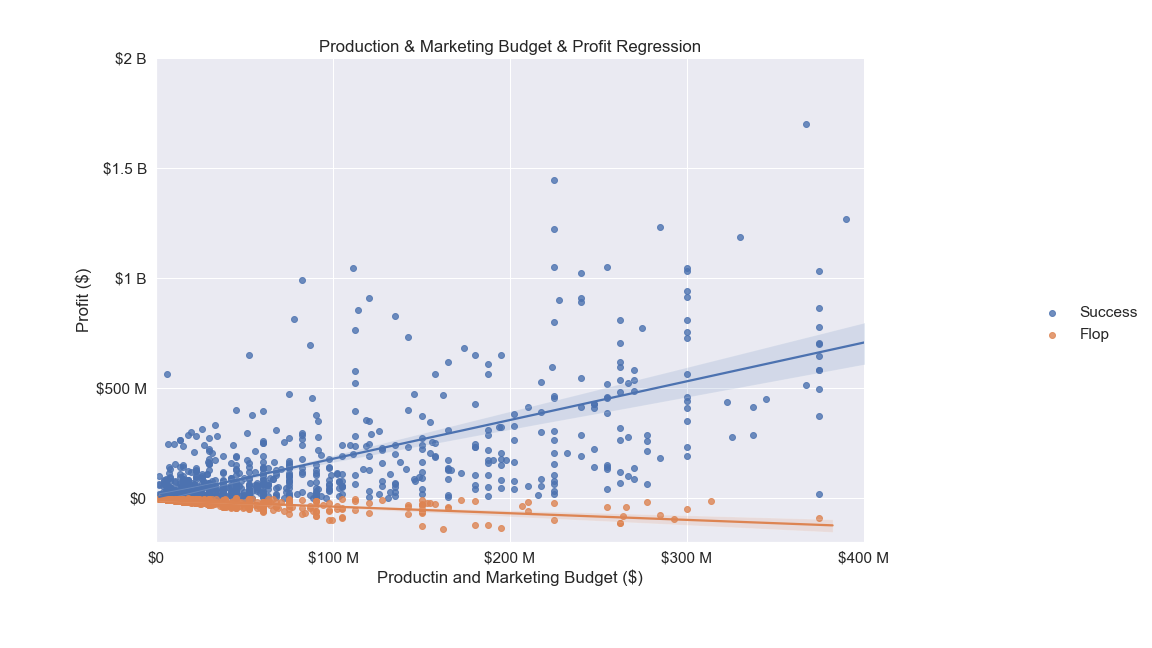 Production & Marketing Budget & Profit Regression
$2 B
$1.5 B
$1 B
$500 M
$0
Profit ($)
$0
$100 M
$200 M
$300 M
$400 M
Productin and Marketing Budget ($)
Success
Flop